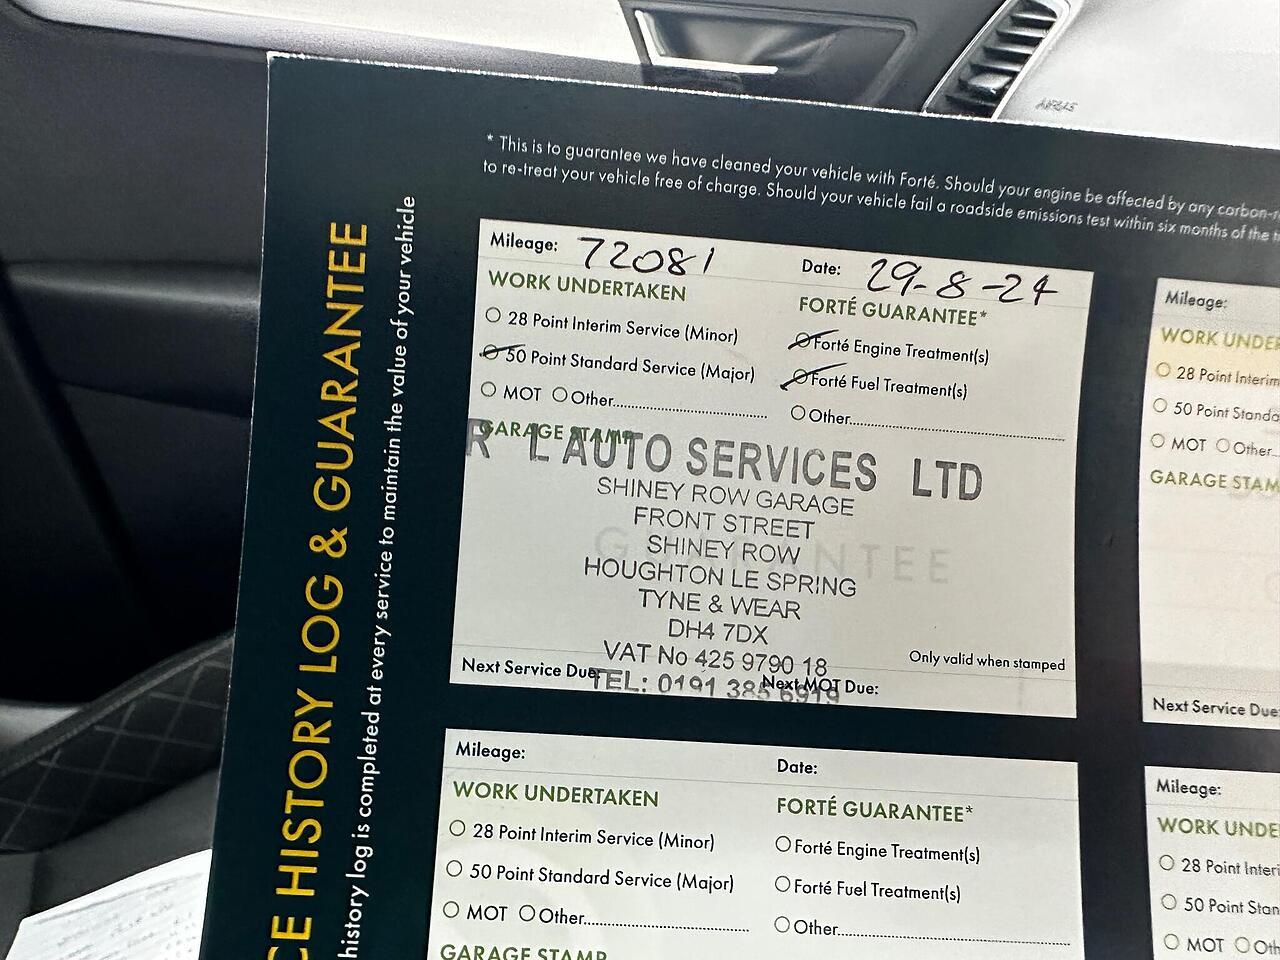 AIRBAG
* This is to guarantee we have cleaned your vehicle with Forté. Should your engine be affected by any carbon-
to re-treat your vehicle free of charge. Should your vehicle fail a roadside emissions test within six months of the
CE HISTORY LOG & GUARANTEE
history log is completed at every service to maintain the value of your vehicle
Mileage: 72081 Date: 29-8-24
WORK UNDERTAKEN FORTÉ GUARANTEE*
28 Point Interim Service (Minor) Forté Engine Treatment(s)
50 Point Standard Service (Major) Forté Fuel Treatment(s)
MOT Other.......... Other..........
GARAGE STAMP
R L AUTO SERVICES LTD
SHINEY ROW GARAGE
FRONT STREET
GUARANTEE
SHINEY ROW
HOUGHTON LE SPRING
TYNE & WEAR
DH4 7DX
VAT No 425 9790 18
Only valid when stamped
Next Service Due: Next MOT Due:
TEL: 0191 385 6919
Mileage:
WORK UNDER
28 Point Interim
50 Point Standa
MOT Other...
GARAGE STAM
Next Service Due
Mileage: Date:
WORK UNDERTAKEN FORTÉ GUARANTEE*
28 Point Interim Service (Minor) Forté Engine Treatment(s)
50 Point Standard Service (Major) Forté Fuel Treatment(s)
MOT Other.......... Other..........
GARAGE STAMP
Mileage:
WORK UNDE
28 Point Interi
50 Point Stan
MOT Oth